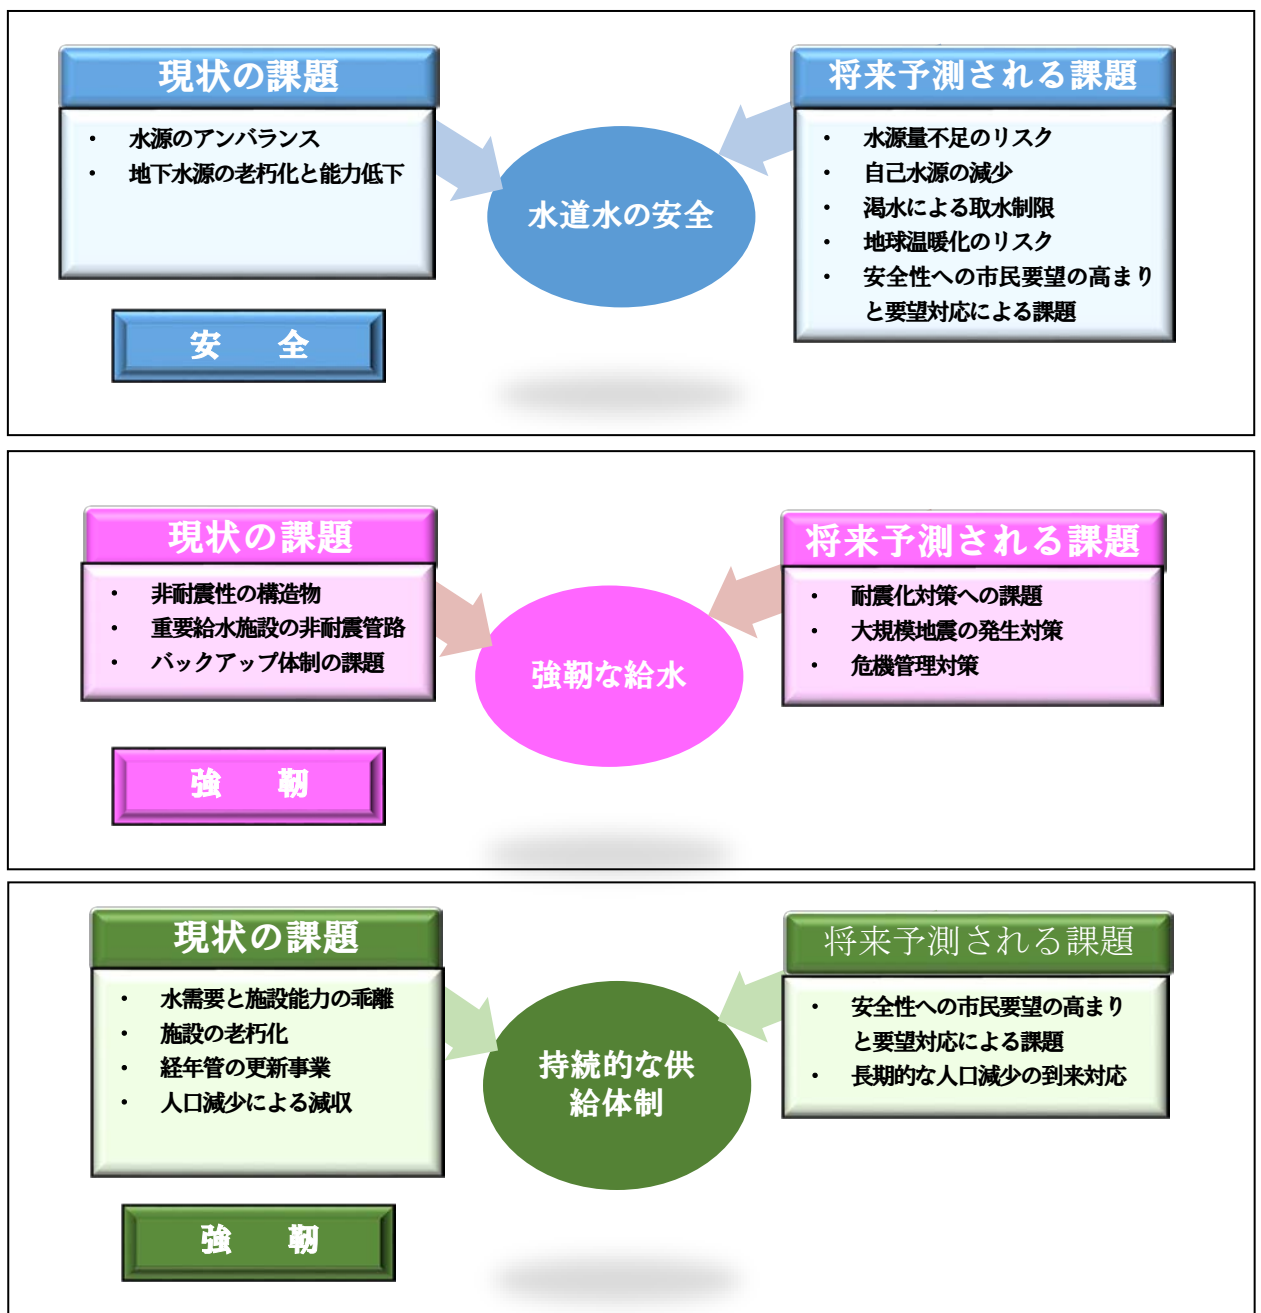 現状の課題
・ 水源のアンバランス
・ 地下水源の老朽化と能力低下
安　全
水道水の安全
将来予測される課題
・ 水源量不足のリスク
・ 自己水源の減少
・ 渇水による取水制限
・ 地球温暖化のリスク
・ 安全性への市民要望の高まり
と要望対応による課題
現状の課題
・ 非耐震性の構造物
・ 重要給水施設の非耐震管路
・ バックアップ体制の課題
強　靭
強靭な給水
将来予測される課題
・ 耐震化対策への課題
・ 大規模地震の発生対策
・ 危機管理対策
現状の課題
・ 水需要と施設能力の乖離
・ 施設の老朽化
・ 経年管の更新事業
・ 人口減少による減収
強　靭
持続的な供
給体制
将来予測される課題
・ 安全性への市民要望の高まり
と要望対応による課題
・ 長期的な人口減少の到来対応